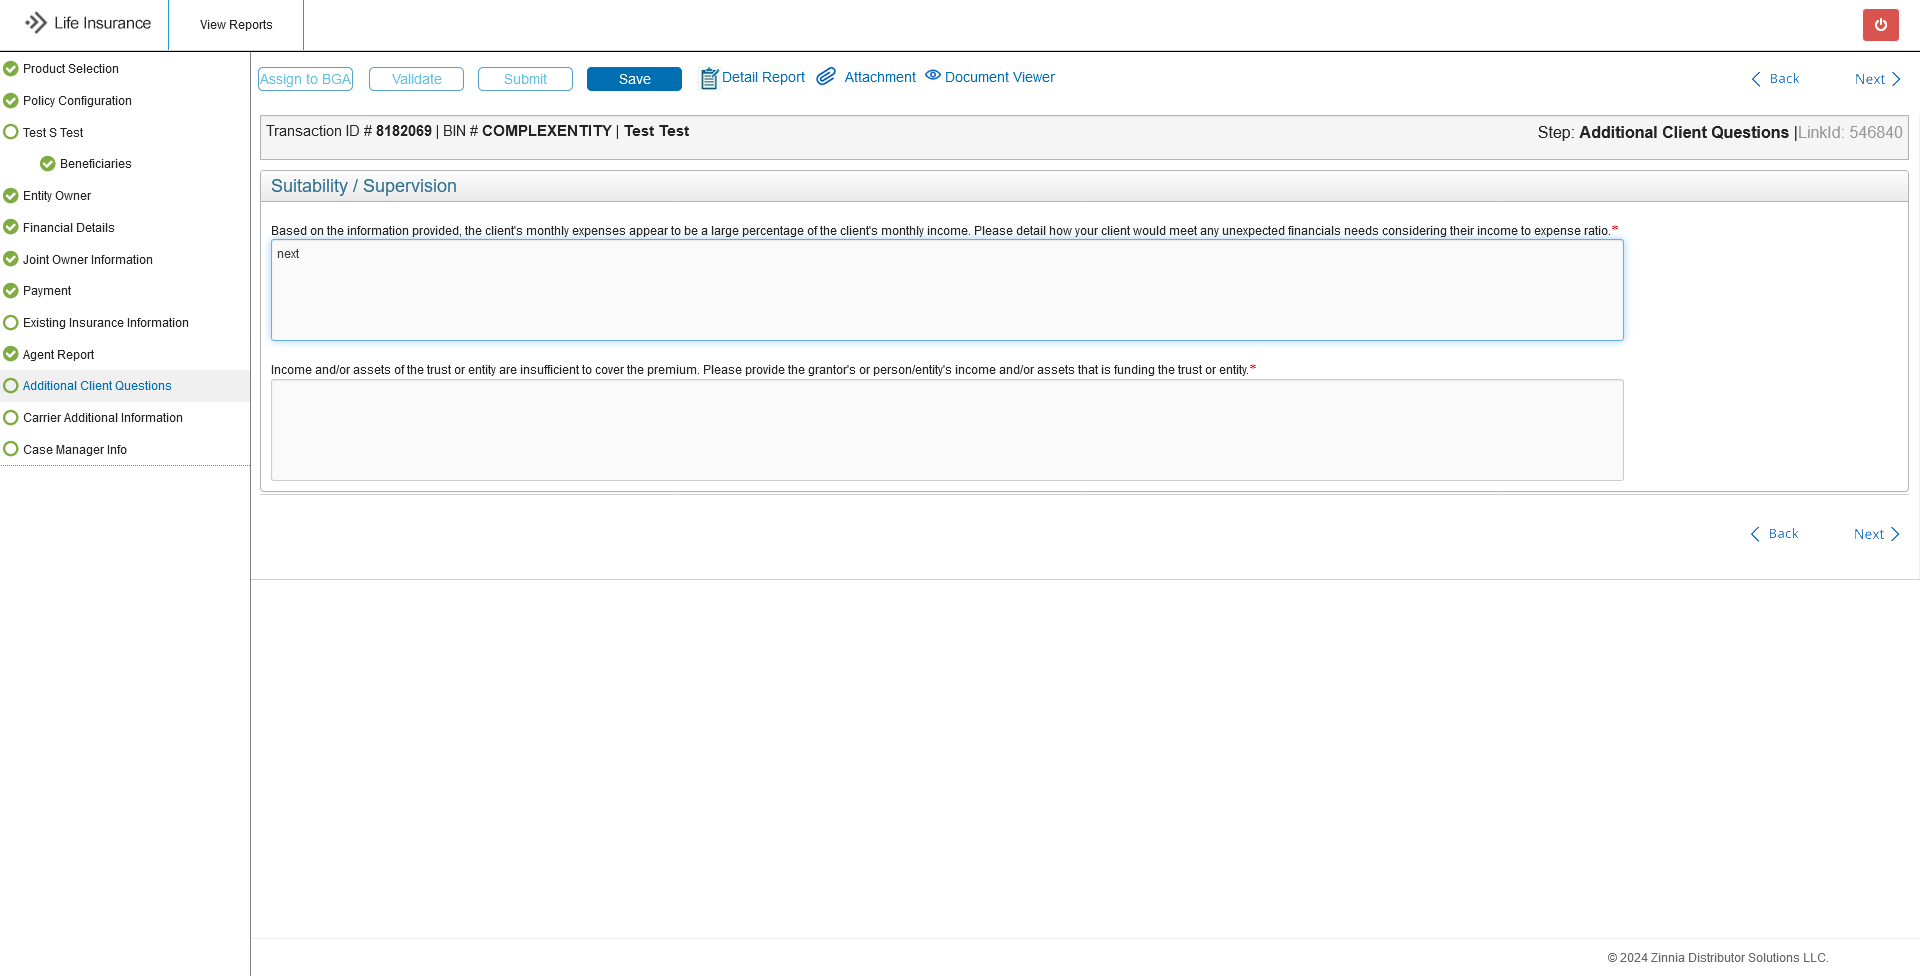 Life Insurance
View Reports
Product Selection
Policy Configuration
Test S Test
Beneficiaries
Entity Owner
Financial Details
Joint Owner Information
Payment
Existing Insurance Information
Agent Report
Additional Client Questions
Carrier Additional Information
Case Manager Info
Assign to BGA
Validate
Submit
Save
Detail Report
Attachment
Document Viewer
Back
Next
Transaction ID # 8182069 | BIN # COMPLEXENTITY | Test Test
Step: Additional Client Questions |LinkId: 546840
Suitability / Supervision
Based on the information provided, the client's monthly expenses appear to be a large percentage of the client's monthly income. Please detail how your client would meet any unexpected financials needs considering their income to expense ratio.*
next
Income and/or assets of the trust or entity are insufficient to cover the premium. Please provide the grantor's or person/entity's income and/or assets that is funding the trust or entity.*
Back
Next
© 2024 Zinnia Distributor Solutions LLC.